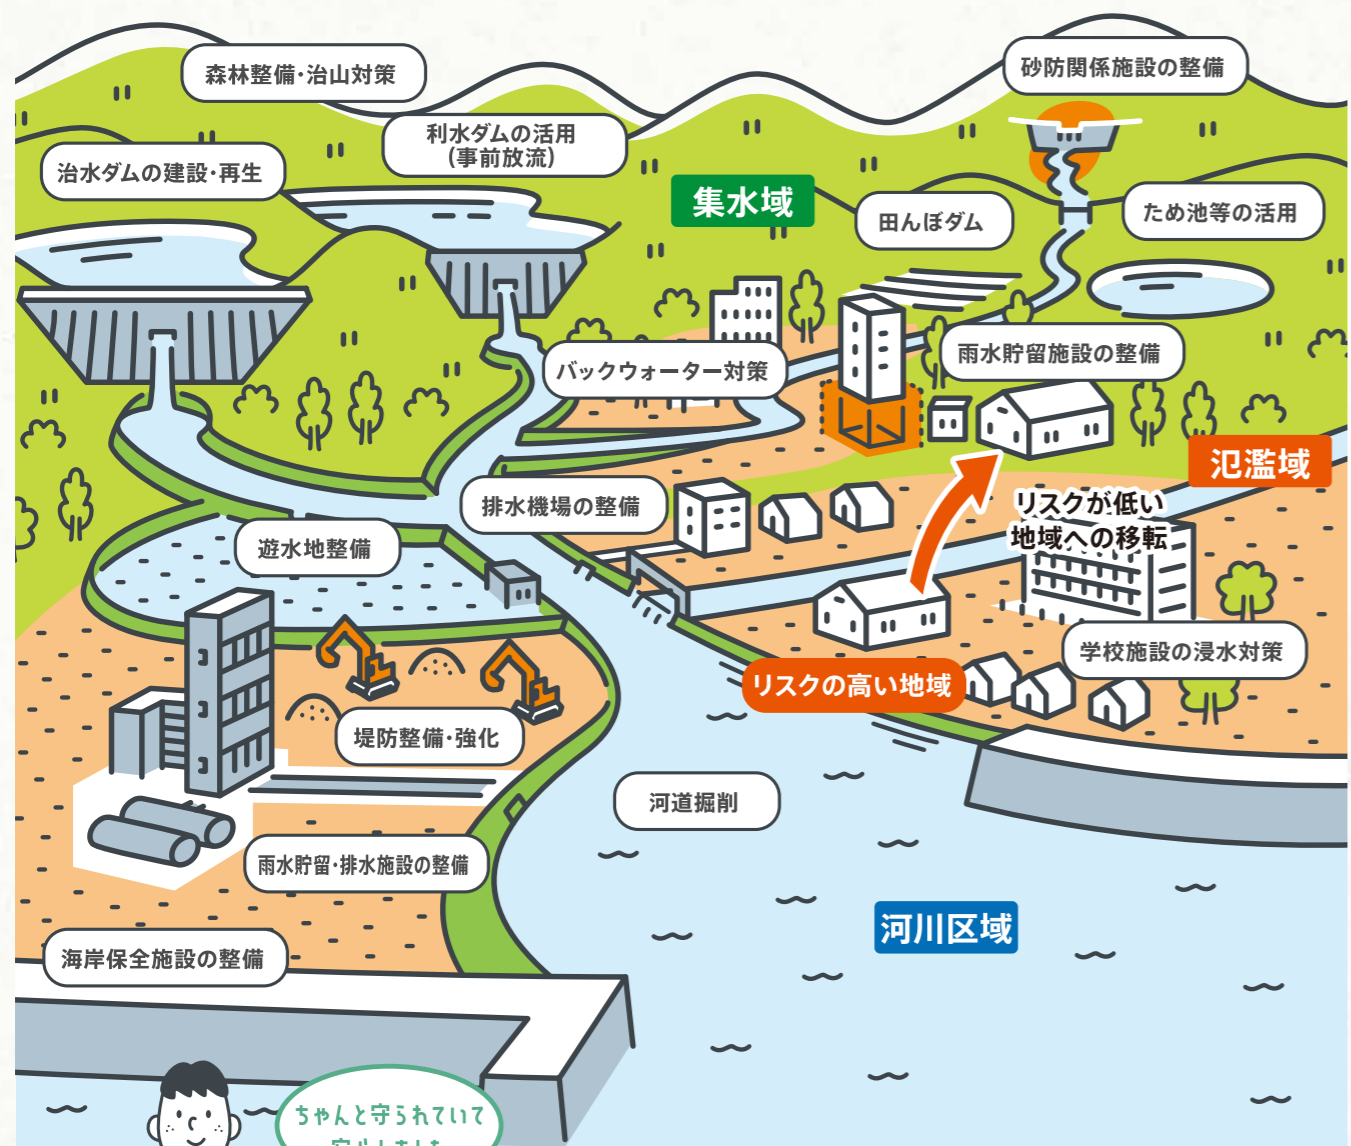 森林整備・治山対策
砂防関係施設の整備
利水ダムの活用
(事前放流)
治水ダムの建設・再生
集水域
田んぼダム
ため池等の活用
雨水貯留施設の整備
バックウォーター対策
氾濫域
排水機場の整備
リスクが低い
地域への移転
遊水地整備
学校施設の浸水対策
リスクの高い地域
堤防整備・強化
河道掘削
雨水貯留・排水施設の整備
河川区域
海岸保全施設の整備
ちゃんと守られていて